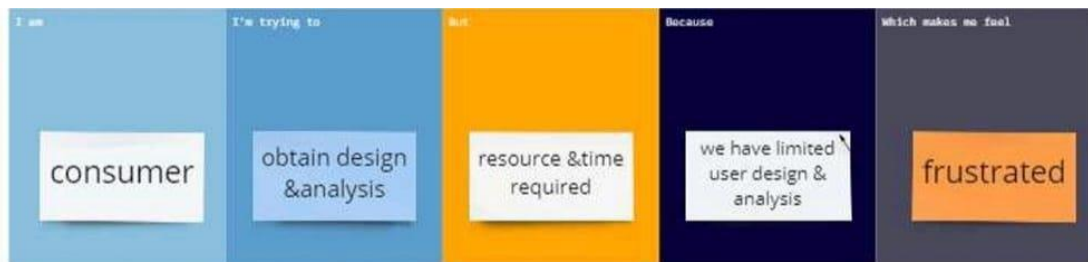 I am
consumer
I'm trying to
obtain design
&analysis
But
resource &time
required
Because
we have limited
user design &
analysis
Which makes me feel
frustrated